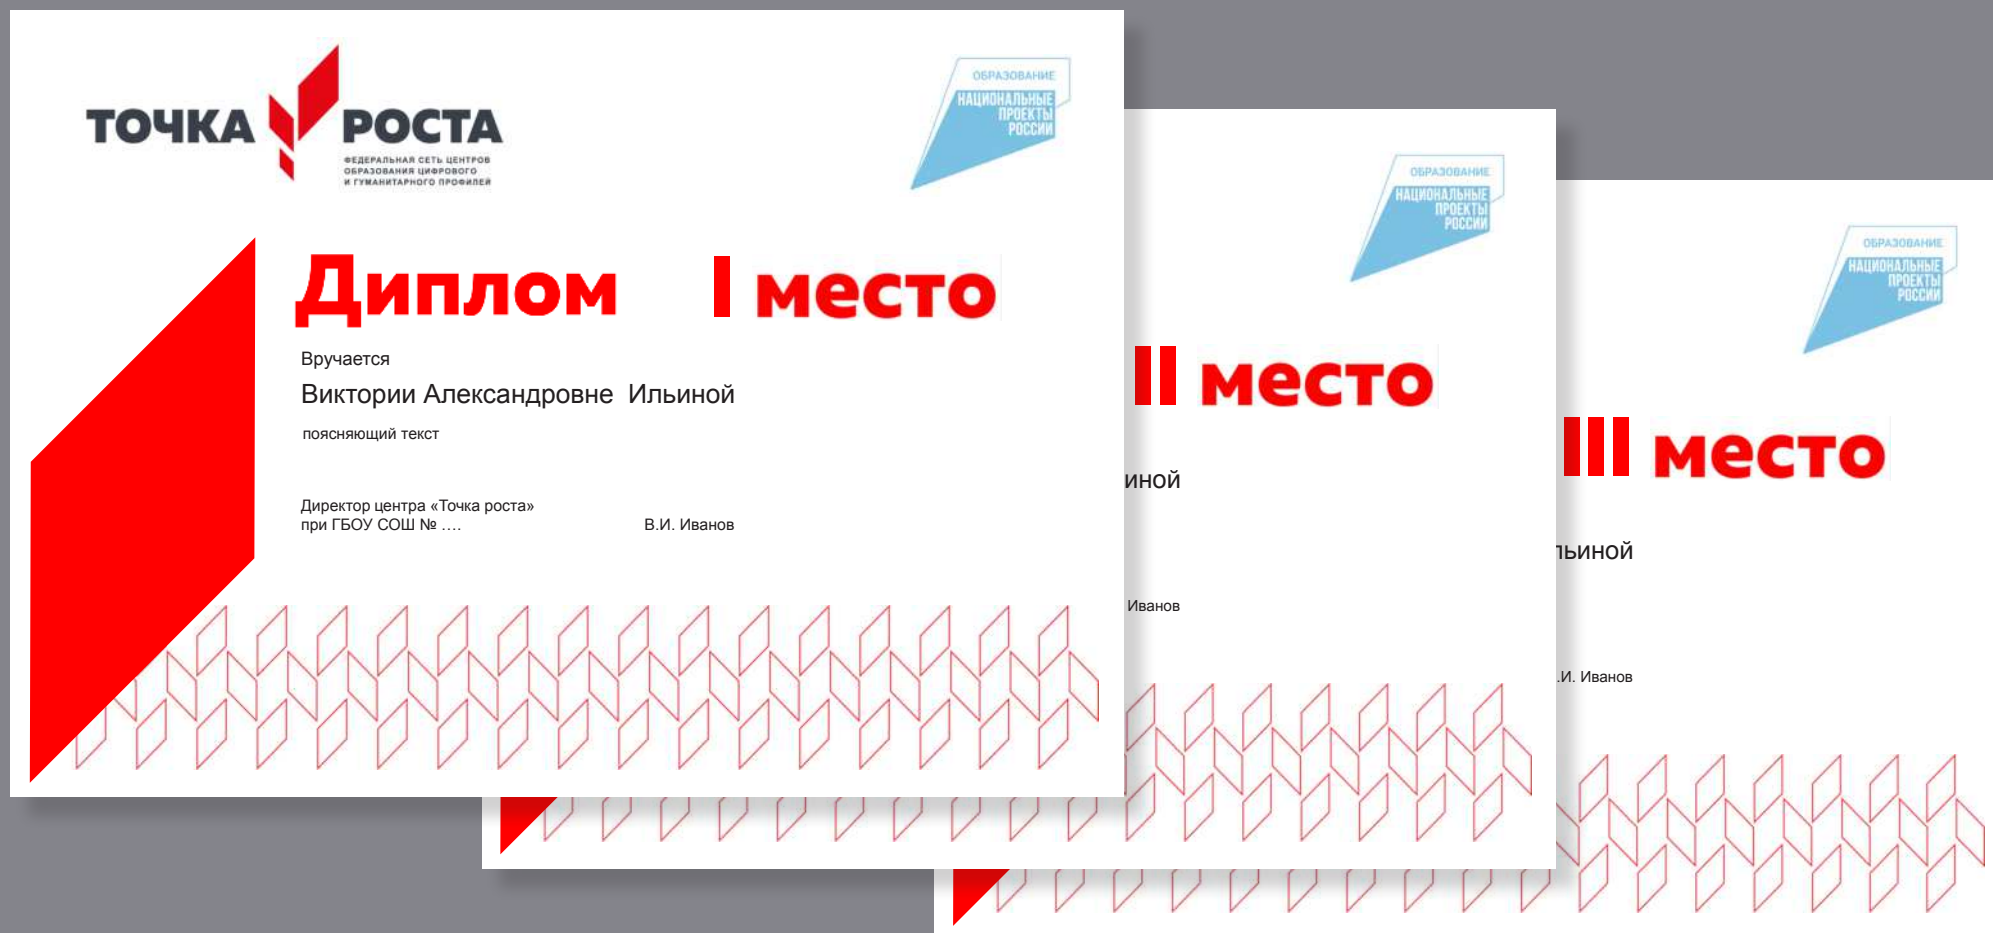 ТОЧКА РОСТА
ФЕДЕРАЛЬНАЯ СЕТЬ ЦЕНТРОВ
ОБРАЗОВАНИЯ ЦИФРОВОГО
И ГУМАНИТАРНОГО ПРОФИЛЕЙ
ОБРАЗОВАНИЕ
НАЦИОНАЛЬНЫЕ
ПРОЕКТЫ
РОССИИ
Диплом I место
Вручается
Виктории Александровне Ильиной
поясняющий текст
Директор центра «Точка роста»
при ГБОУ СОШ № .... В.И. Иванов
ОБРАЗОВАНИЕ
НАЦИОНАЛЬНЫЕ
ПРОЕКТЫ
РОССИИ
II место
иной
Иванов
ОБРАЗОВАНИЕ
НАЦИОНАЛЬНЫЕ
ПРОЕКТЫ
РОССИИ
III место
льиной
.И. Иванов